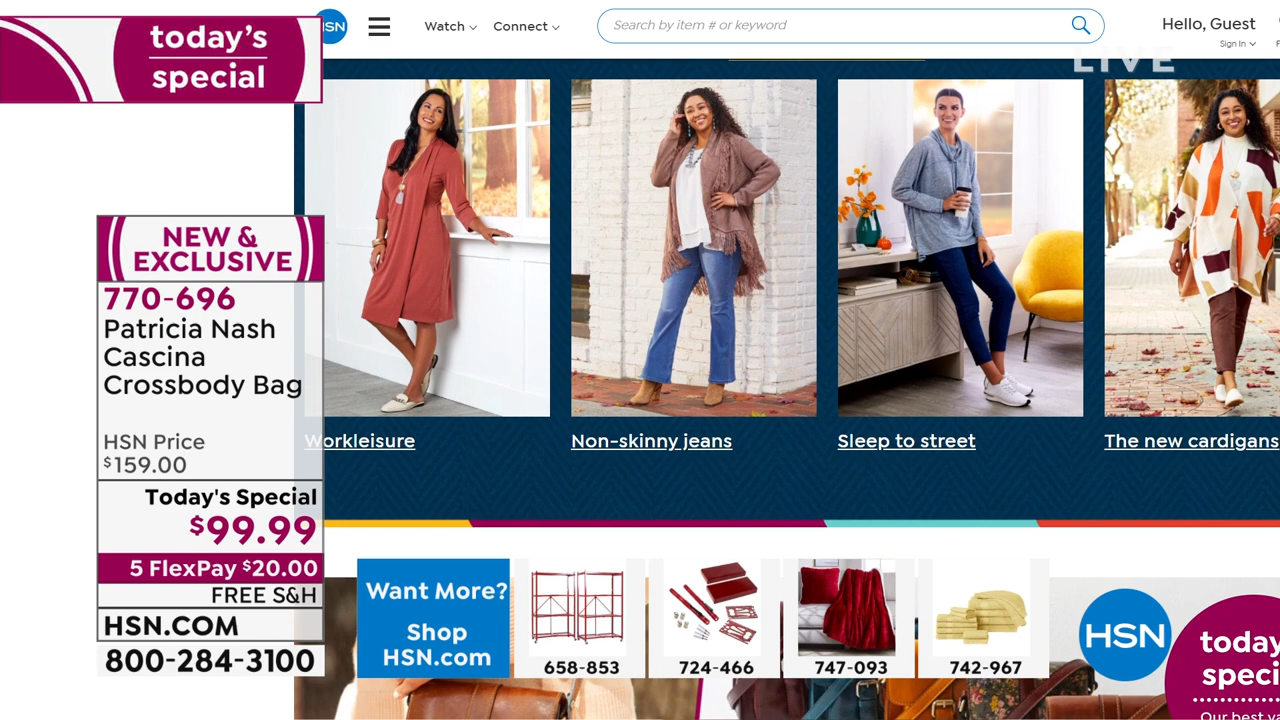 today's
special
HSN
Watch
Connect
Search by item # or keyword
Hello, Guest
Sign In
F
LIVE
NEW &
EXCLUSIVE
770-696
Patricia Nash
Cascina
Crossbody Bag
HSN Price
$159.00
Today's Special
$99.99
5 FlexPay $20.00
FREE S&H
HSN.COM
800-284-3100
Workleisure
Non-skinny jeans
Sleep to street
The new cardigans
Want More?
Shop
HSN.com
658-853
724-466
747-093
742-967
HSN
today
speci
Our best va